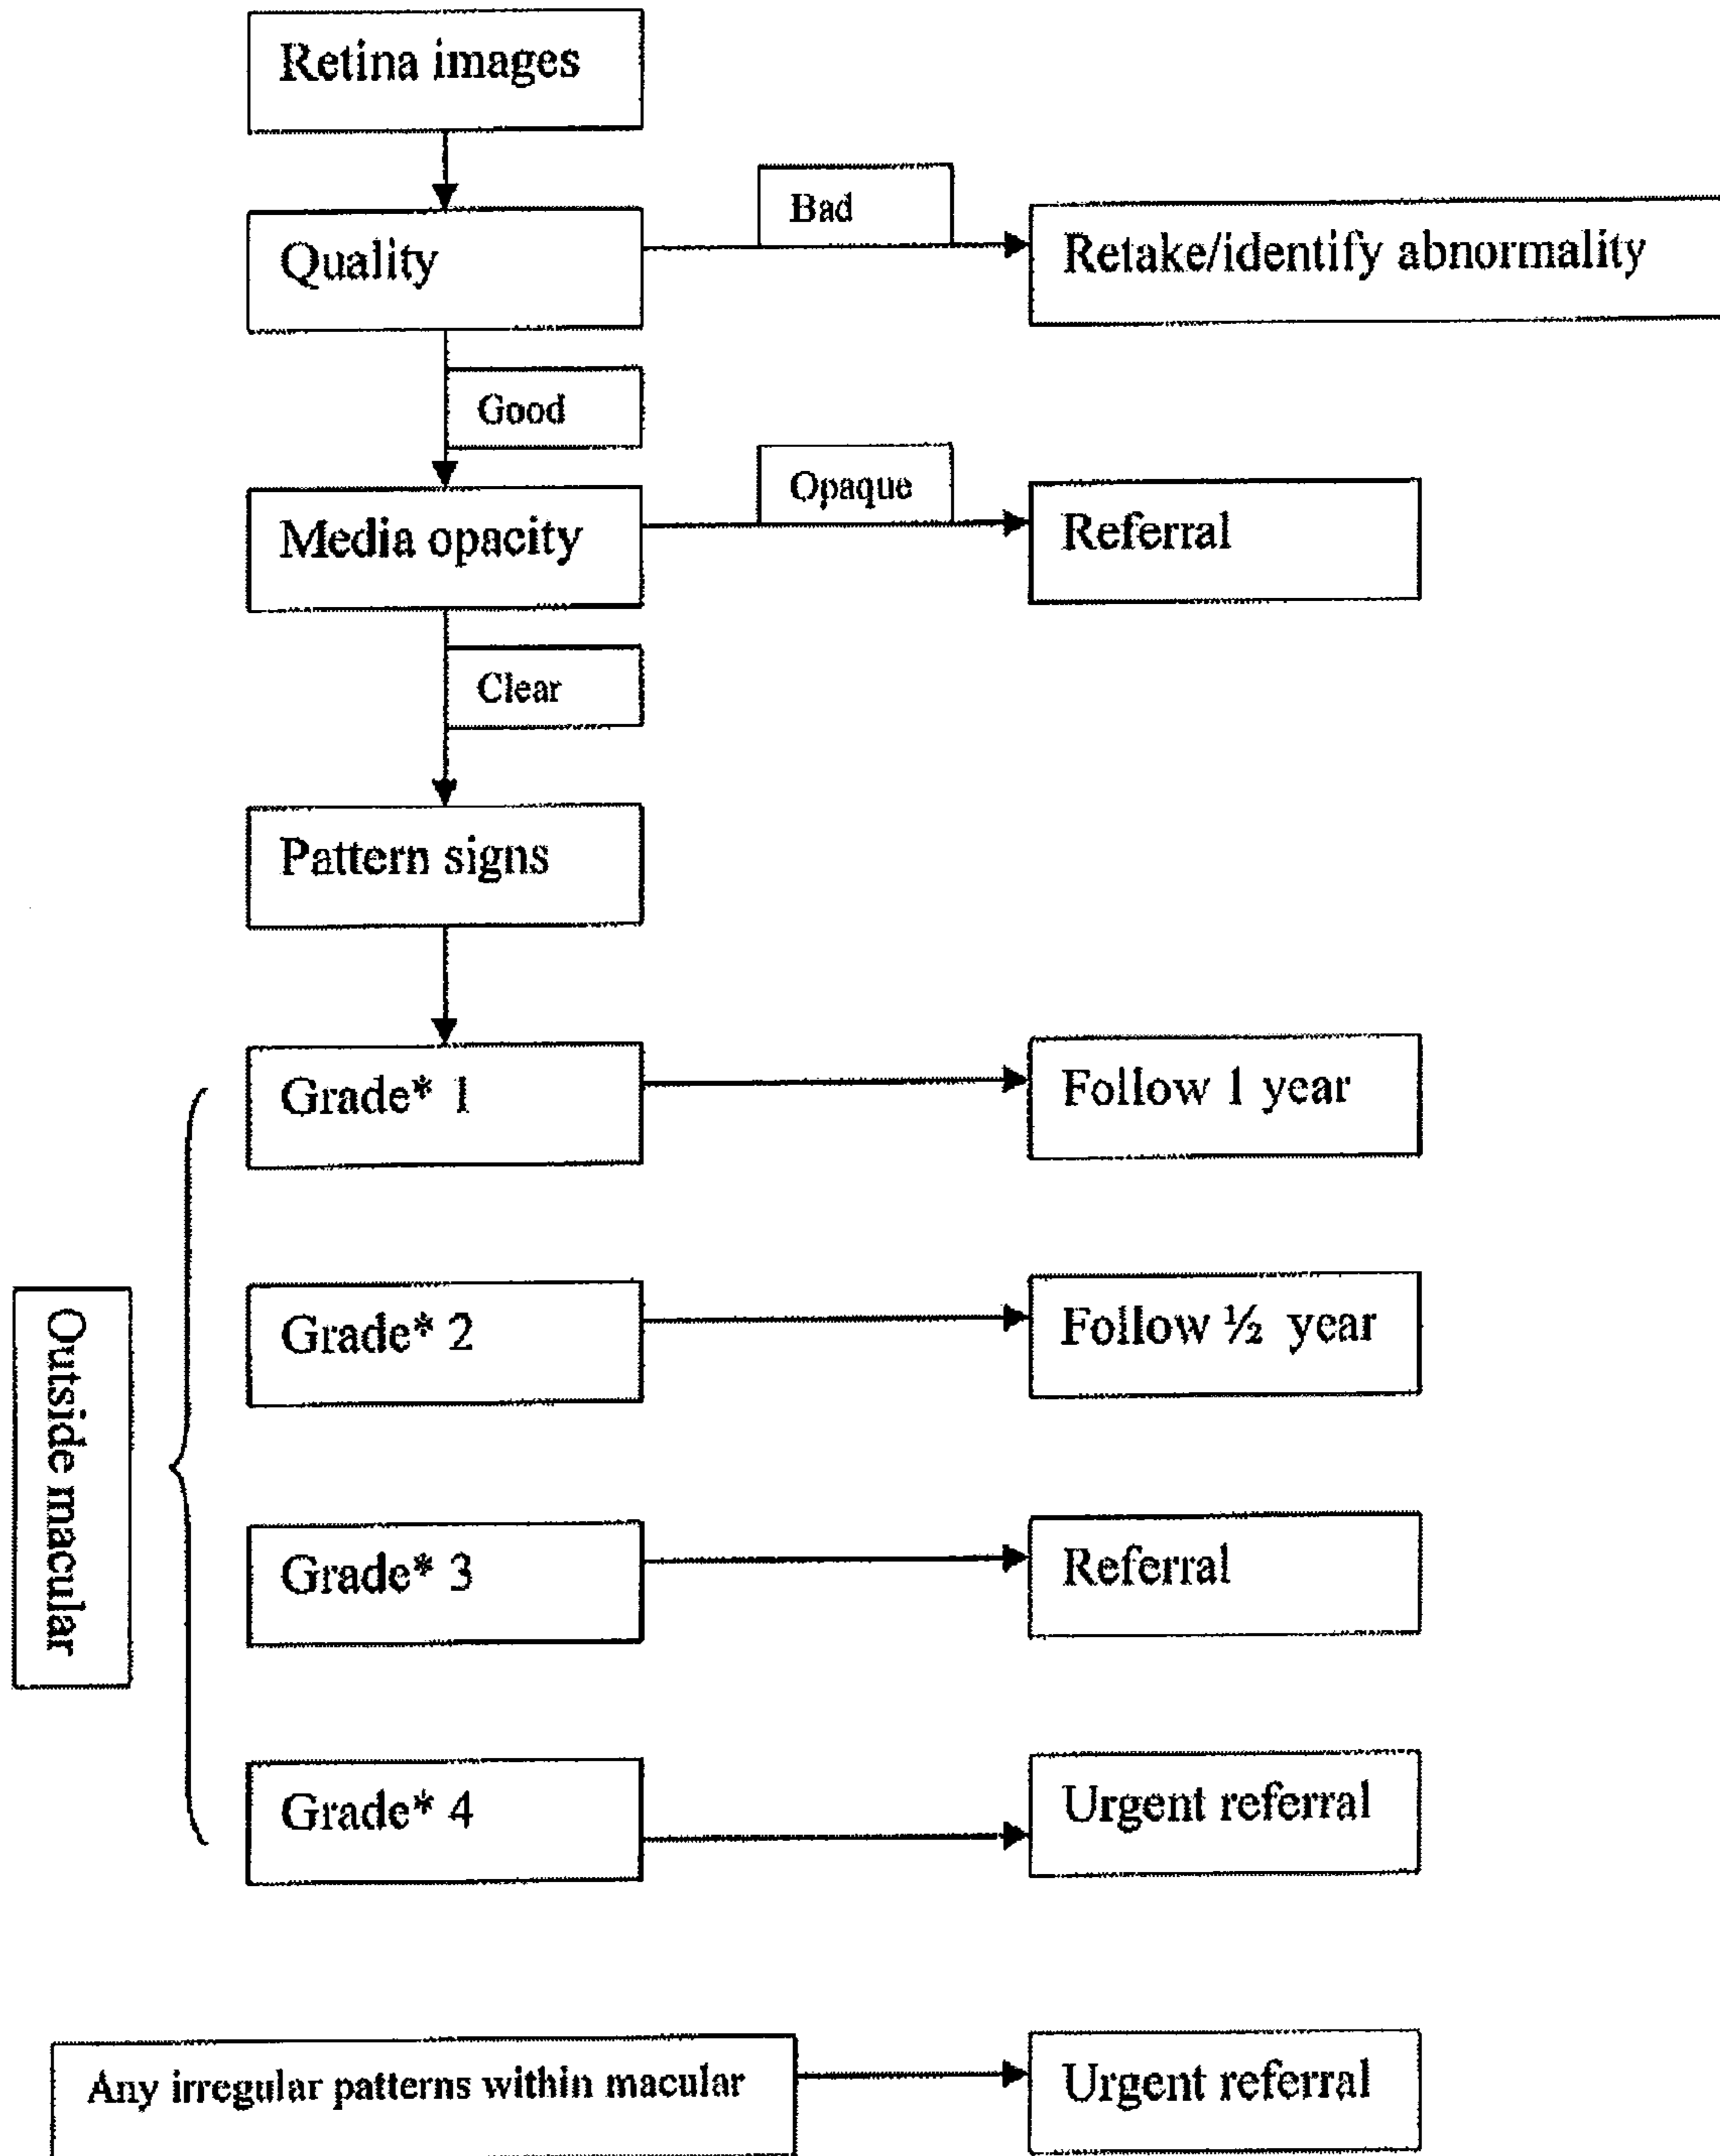 Retina images
Quality
Bad
Retake/identify abnormality
Good
Media opacity
Opaque
Referral
Clear
Pattern signs
Outside macular
Grade* 1
Follow 1 year
Grade* 2
Follow ½ year
Grade* 3
Referral
Grade* 4
Urgent referral
Any irregular patterns within macular
Urgent referral